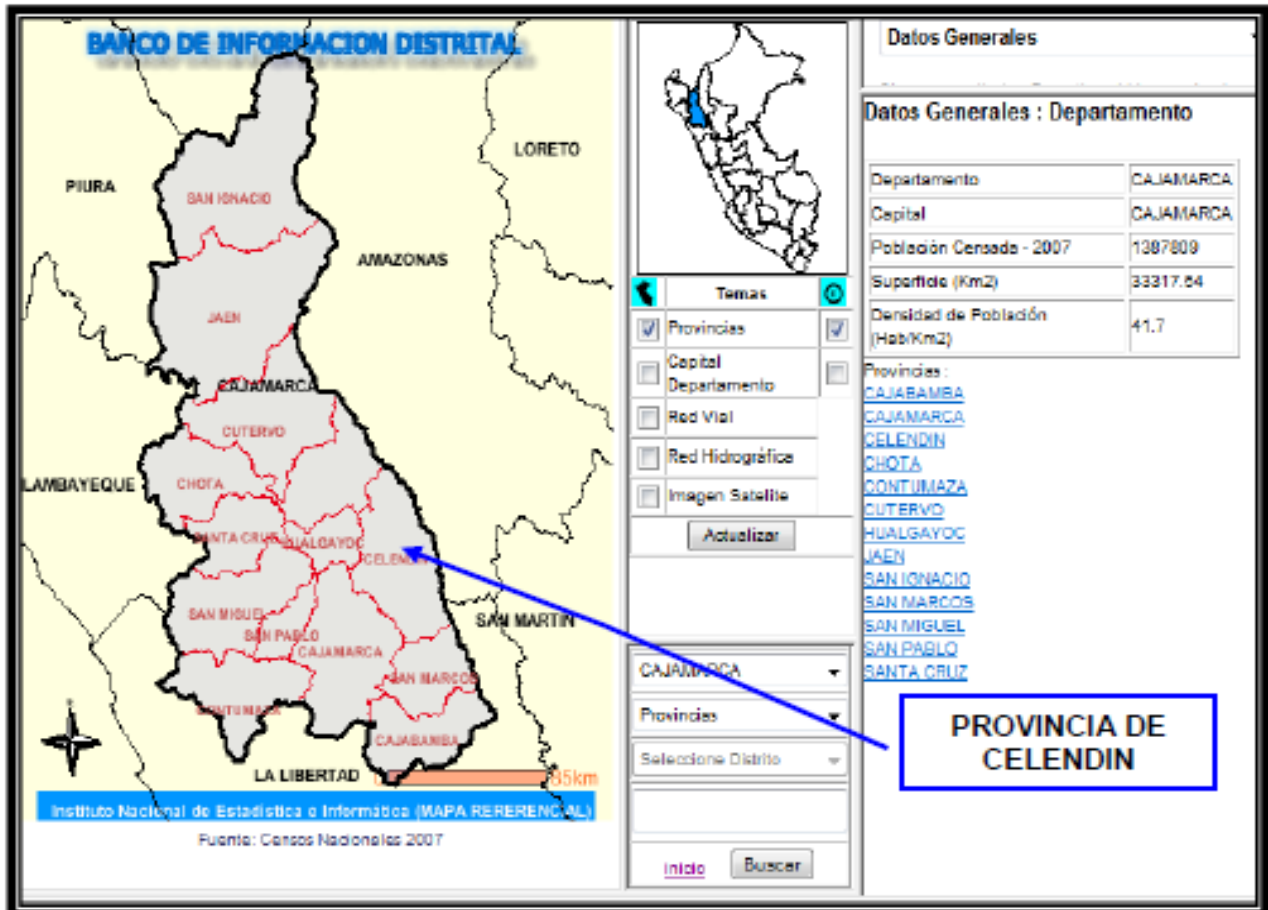 BANCO DE INFORMACION DISTRITAL
LORETO
PIURA
SAN IGNACIO
AMAZONAS
JAEN
CAJAMARCA
CUTERVO
LAMBAYEQUE
CHOTA
SANTA CRUZ
HUALGAYOC
CELENDIN
SAN MIGUEL
SAN PABLO
SAN MARTIN
CAJAMARCA
SAN MARCOS
CONTUMAZA
CAJABAMBA
LA LIBERTAD
85km
Instituto Nacional de Estadística e Informática (MAPA RERERENCIAL)
Fuente: Censos Nacionales 2007
Temas
Provincias
Capital
Departamento
Red Vial
Red Hidrográfica
Imagen Satelite
Actualizar
CAJAMARCA
Provincias
Seleccione Distrito
inicio
Buscar
Datos Generales
Datos Generales : Departamento
Departamento CAJAMARCA
Capital CAJAMARCA
Población Censada - 2007 1387809
Superficie (Km2) 33317.54
Densidad de Población
(Hab/Km2) 41.7
Provincias :
CAJABAMBA
CAJAMARCA
CELENDIN
CHOTA
CONTUMAZA
CUTERVO
HUALGAYOC
JAEN
SAN IGNACIO
SAN MARCOS
SAN MIGUEL
SAN PABLO
SANTA CRUZ
PROVINCIA DE
CELENDIN